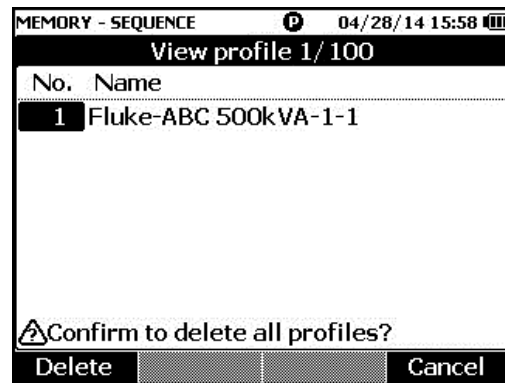 MEMORY - SEQUENCE P 04/28/14 15:58
View profile 1/100
No. Name
1 Fluke-ABC 500kVA-1-1
Confirm to delete all profiles?
Delete Cancel